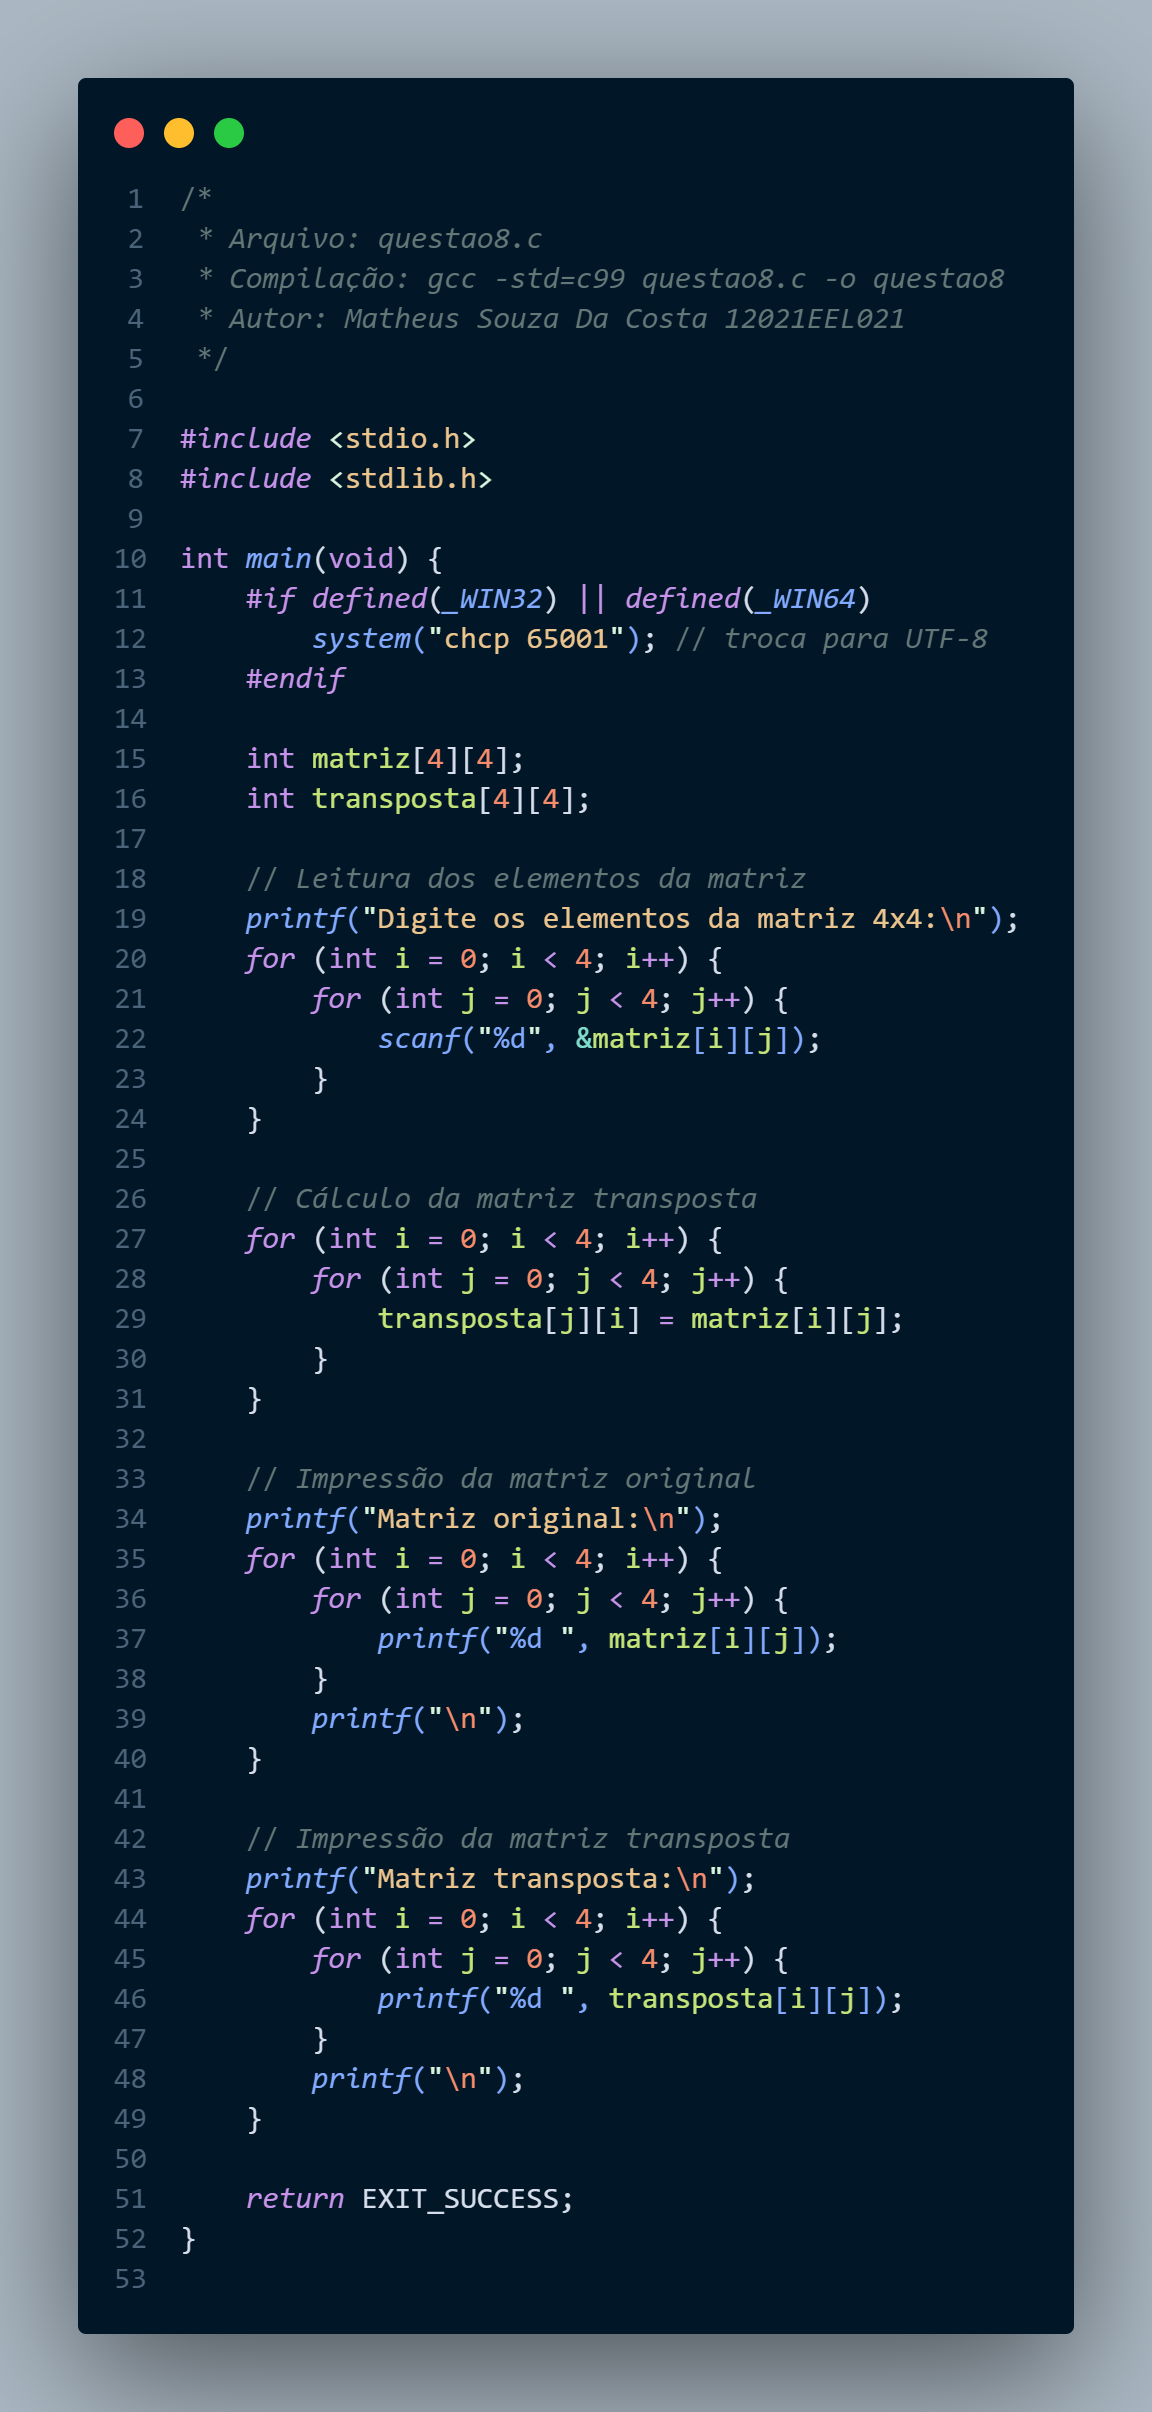 1 /*
2  * Arquivo: questao8.c
3  * Compilação: gcc -std=c99 questao8.c -o questao8
4  * Autor: Matheus Souza Da Costa 12021EEL021
5  */
6
7 #include <stdio.h>
8 #include <stdlib.h>
9
10 int main(void) {
11     #if defined(_WIN32) || defined(_WIN64)
12         system("chcp 65001"); // troca para UTF-8
13     #endif
14
15     int matriz[4][4];
16     int transposta[4][4];
17
18     // Leitura dos elementos da matriz
19     printf("Digite os elementos da matriz 4x4:\n");
20     for (int i = 0; i < 4; i++) {
21         for (int j = 0; j < 4; j++) {
22             scanf("%d", &matriz[i][j]);
23         }
24     }
25
26     // Cálculo da matriz transposta
27     for (int i = 0; i < 4; i++) {
28         for (int j = 0; j < 4; j++) {
29             transposta[j][i] = matriz[i][j];
30         }
31     }
32
33     // Impressão da matriz original
34     printf("Matriz original:\n");
35     for (int i = 0; i < 4; i++) {
36         for (int j = 0; j < 4; j++) {
37             printf("%d ", matriz[i][j]);
38         }
39         printf("\n");
40     }
41
42     // Impressão da matriz transposta
43     printf("Matriz transposta:\n");
44     for (int i = 0; i < 4; i++) {
45         for (int j = 0; j < 4; j++) {
46             printf("%d ", transposta[i][j]);
47         }
48         printf("\n");
49     }
50
51     return EXIT_SUCCESS;
52 }
53